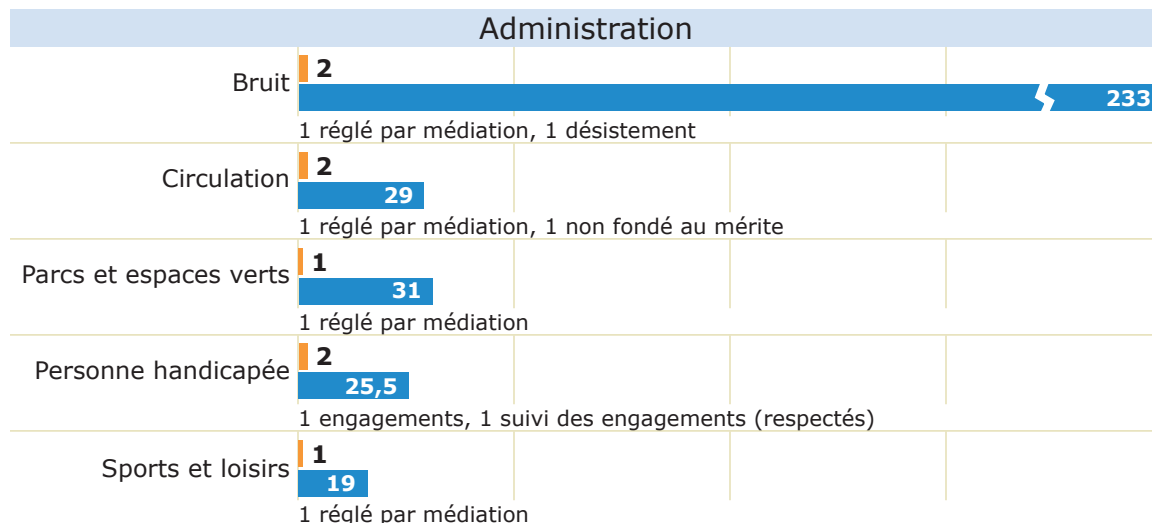 Administration
Bruit
2
233
1 réglé par médiation, 1 désistement
Circulation
2
29
1 réglé par médiation, 1 non fondé au mérite
Parcs et espaces verts
1
31
1 réglé par médiation
Personne handicapée
2
25,5
1 engagements, 1 suivi des engagements (respectés)
Sports et loisirs
1
19
1 réglé par médiation